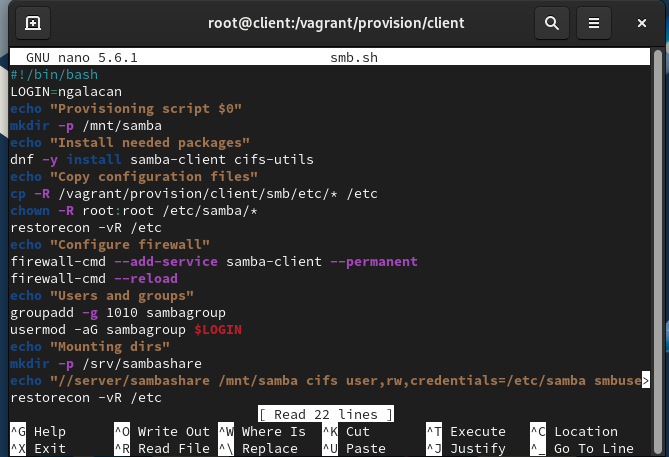 root@client:/vagrant/provision/client
GNU nano 5.6.1 smb.sh
#!/bin/bash
LOGIN=ngalacan
echo "Provisioning script $0"
mkdir -p /mnt/samba
echo "Install needed packages"
dnf -y install samba-client cifs-utils
echo "Copy configuration files"
cp -R /vagrant/provision/client/smb/etc/* /etc
chown -R root:root /etc/samba/*
restorecon -vR /etc
echo "Configure firewall"
firewall-cmd --add-service samba-client --permanent
firewall-cmd --reload
echo "Users and groups"
groupadd -g 1010 sambagroup
usermod -aG sambagroup $LOGIN
echo "Mounting dirs"
mkdir -p /srv/sambashare
echo "//server/sambashare /mnt/samba cifs user,rw,credentials=/etc/samba smbuse>
restorecon -vR /etc
[ Read 22 lines ]
^G Help ^O Write Out ^W Where Is ^K Cut ^T Execute ^C Location
^X Exit ^R Read File ^\ Replace ^U Paste ^J Justify ^_ Go To Line